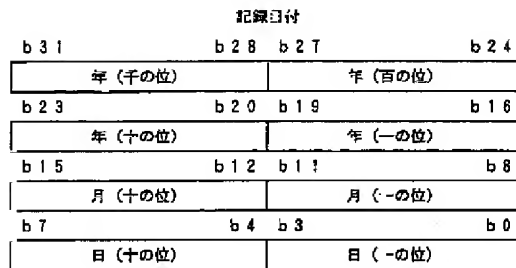 記録日付
b31 b28 b27 b24
年（千の位） 年（百の位）
b23 b20 b19 b16
年（十の位） 年（一の位）
b15 b12 b11 b8
月（十の位） 月（一の位）
b7 b4 b3 b0
日（十の位） 日（一の位）